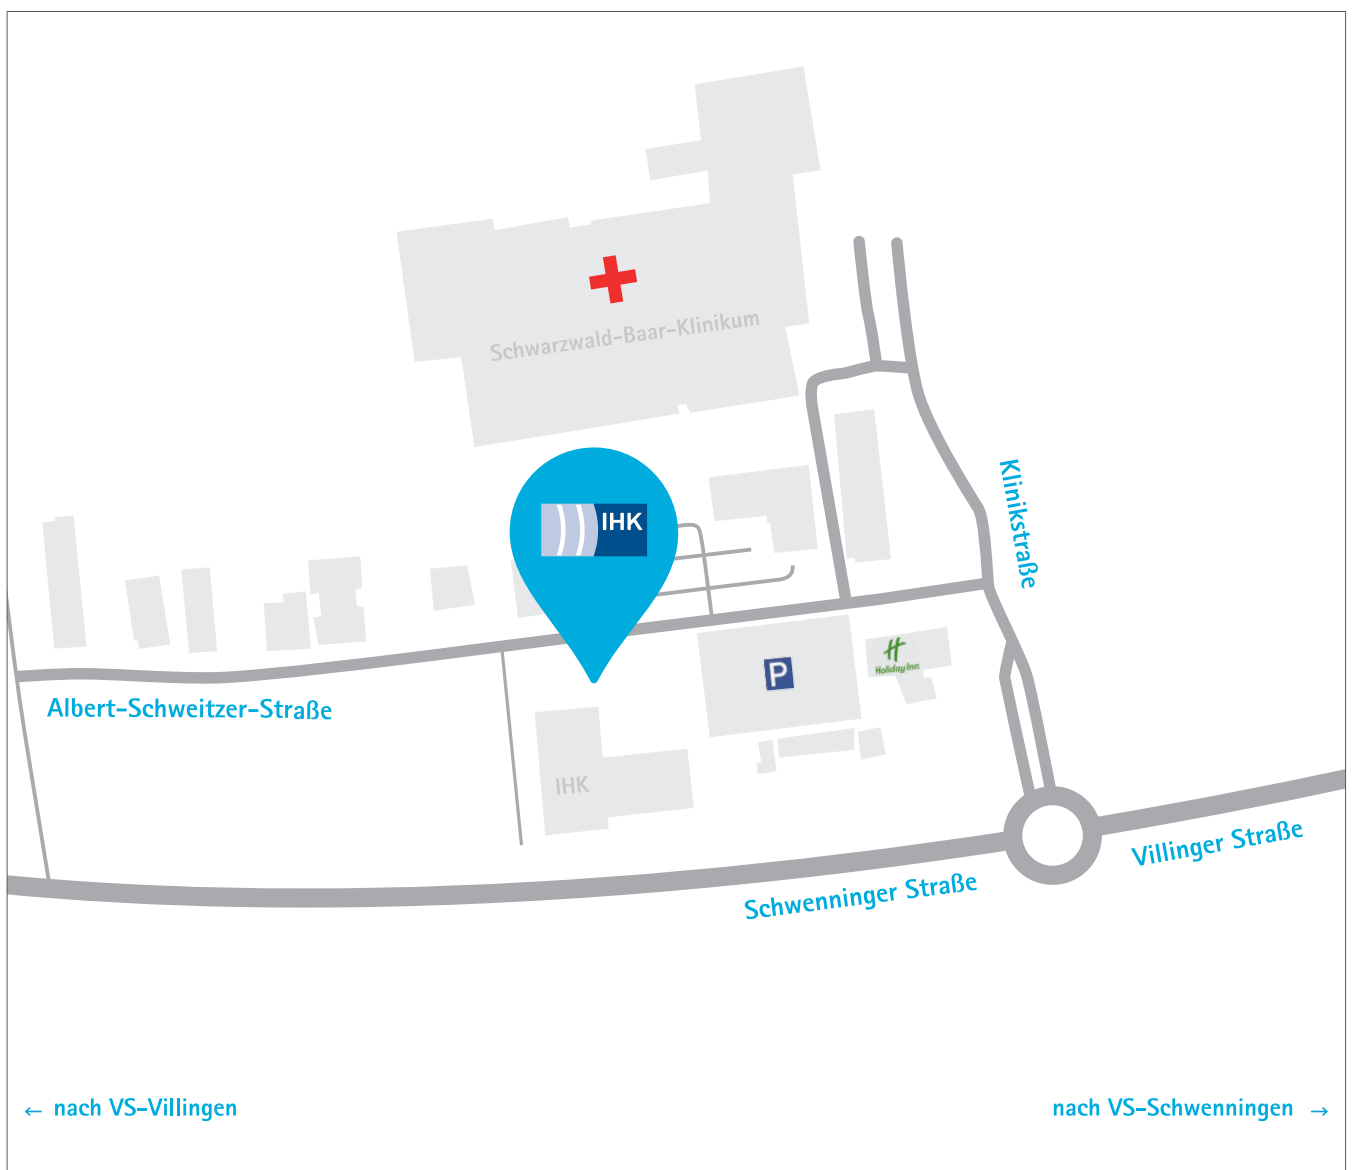 Schwarzwald-Baar-Klinikum
Klinikstraße
IHK
P
Holiday Inn
Albert-Schweitzer-Straße
IHK
Villinger Straße
Schwenninger Straße
← nach VS-Villingen
nach VS-Schwenningen →